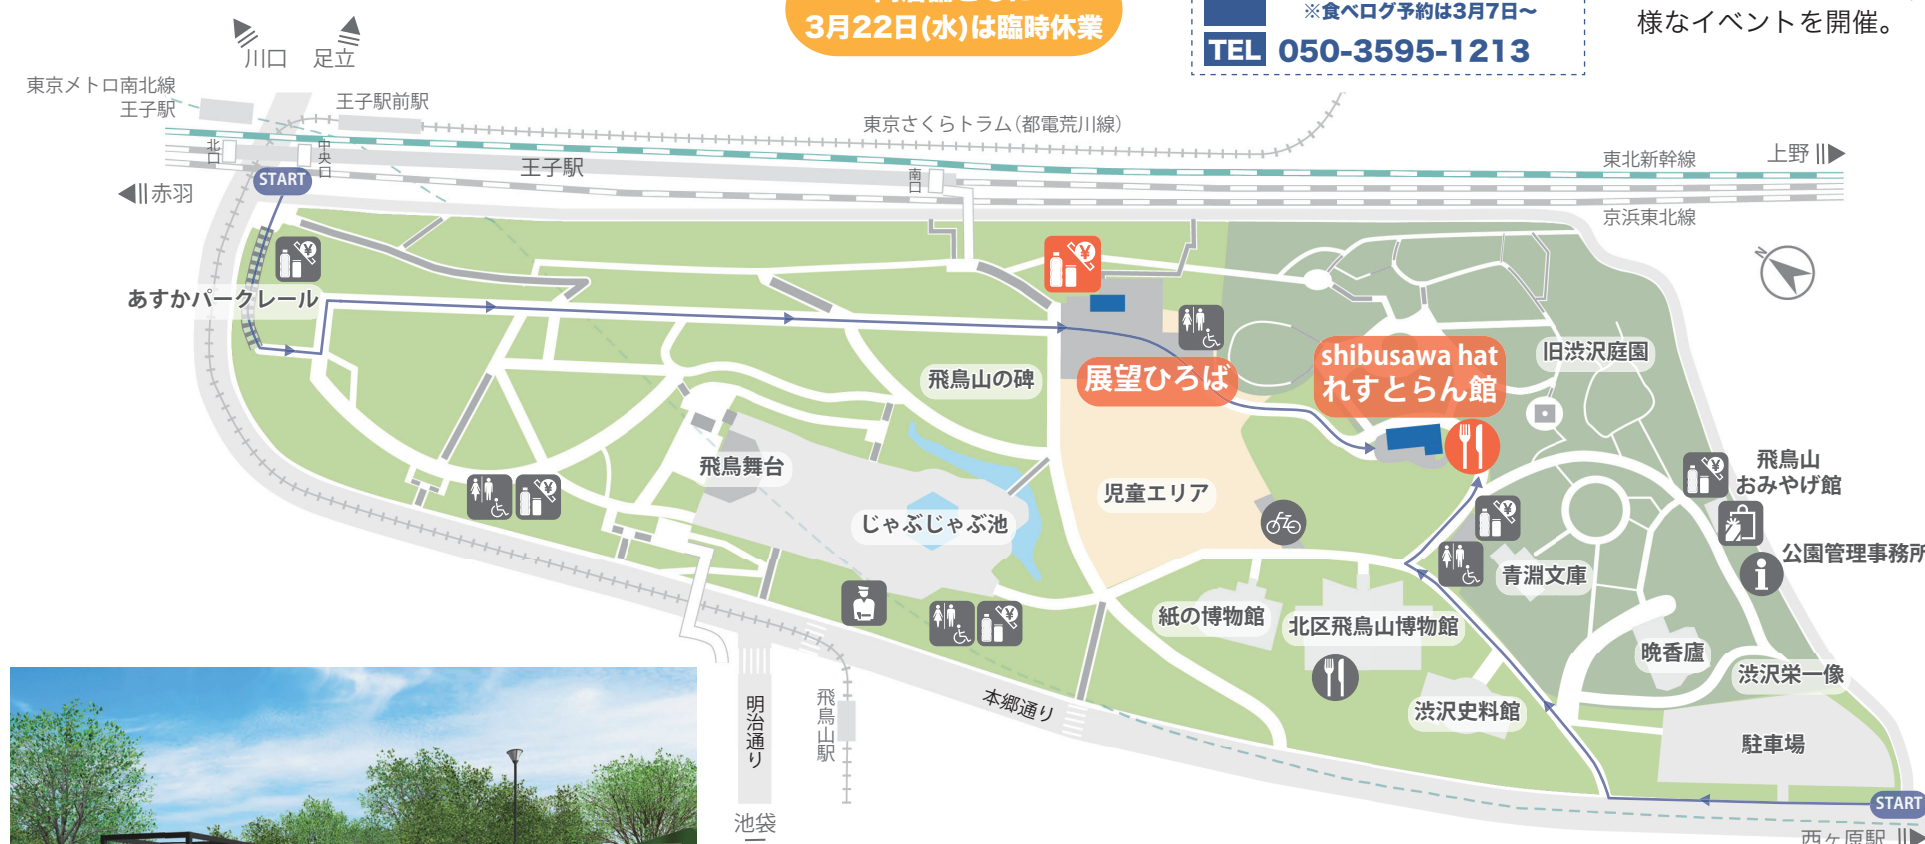 3月22日(水)は臨時休業
※食べログ予約は3月7日～
TEL 050-3595-1213
様なイベントを開催。
川口
足立
東京メトロ南北線
王子駅
王子駅前駅
東京さくらトラム(都電荒川線)
北口
中央口
王子駅
南口
東北新幹線
上野
START
赤羽
京浜東北線
N
あすかパークレール
飛鳥山の碑
展望ひろば
shibusawa hat
れすとらん館
旧渋沢庭園
飛鳥舞台
じゃぶじゃぶ池
児童エリア
飛鳥山
おみやげ館
公園管理事務所
青淵文庫
紙の博物館
北区飛鳥山博物館
晩香廬
渋沢栄一像
渋沢史料館
駐車場
明治通り
飛鳥山駅
本郷通り
START
池袋
西ヶ原駅